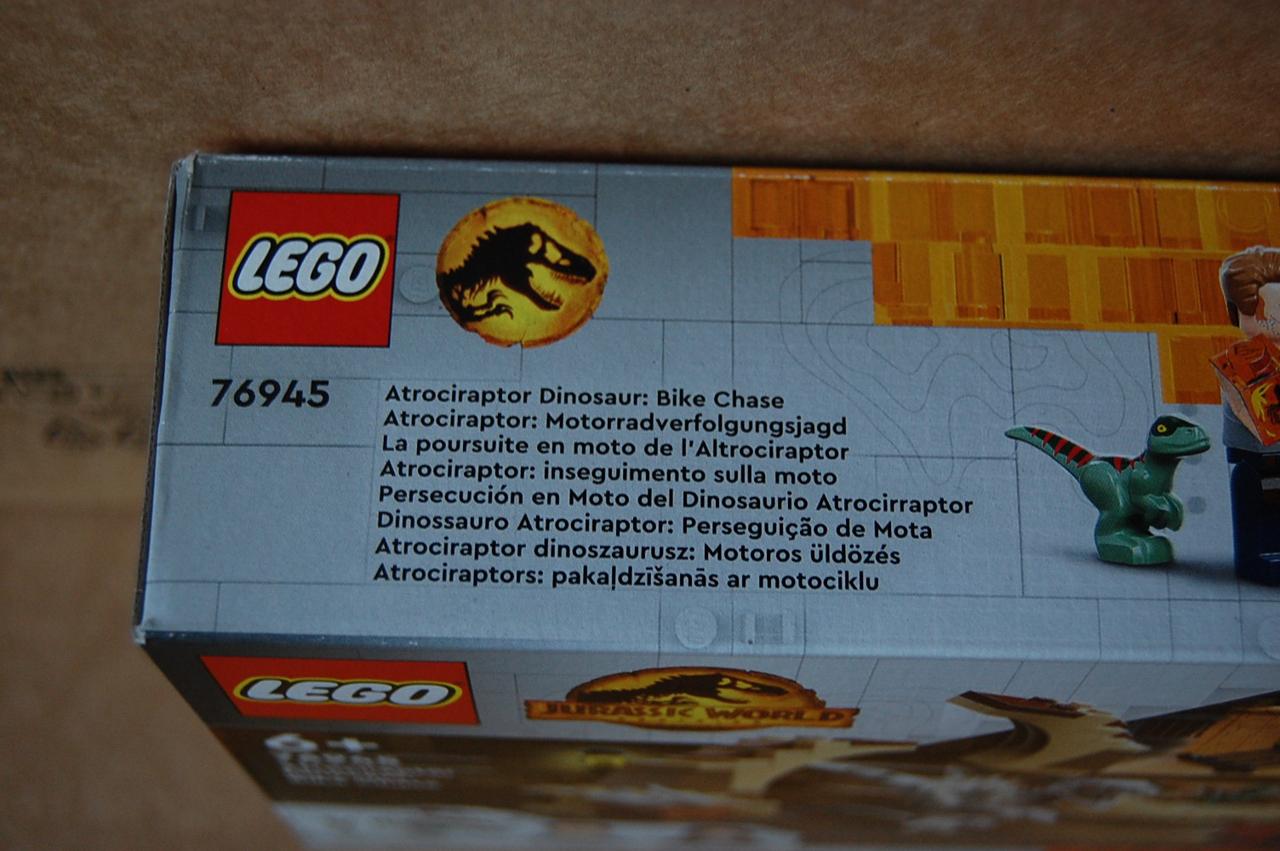 LEGO
76945
Atrociraptor Dinosaur: Bike Chase
Atrociraptor: Motorradverfolgungsjagd
La poursuite en moto de l'Altrociraptor
Atrociraptor: inseguimento sulla moto
Persecución en Moto del Dinosaurio Atrocirraptor
Dinossauro Atrociraptor: Perseguição de Mota
Atrociraptor dinoszaurusz: Motoros üldözés
Atrociraptors: pakaļdzīšanās ar motociklu
LEGO
JURASSIC WORLD
6+